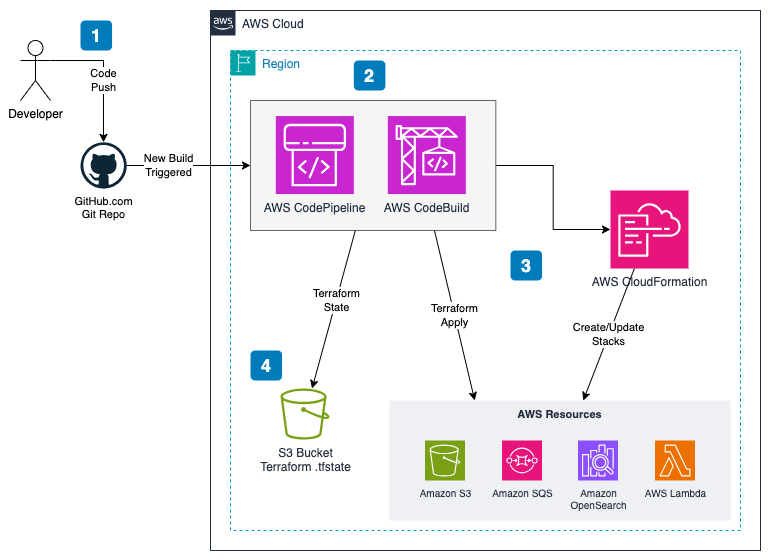 aws
AWS Cloud
1
Region
Code
Push
2
Developer
New Build
Triggered
GitHub.com
Git Repo
AWS CodePipeline
AWS CodeBuild
3
AWS CloudFormation
Terraform
State
Terraform
Apply
Create/Update
Stacks
4
S3 Bucket
Terraform .tfstate
AWS Resources
Amazon S3
Amazon SQS
Amazon
OpenSearch
AWS Lambda